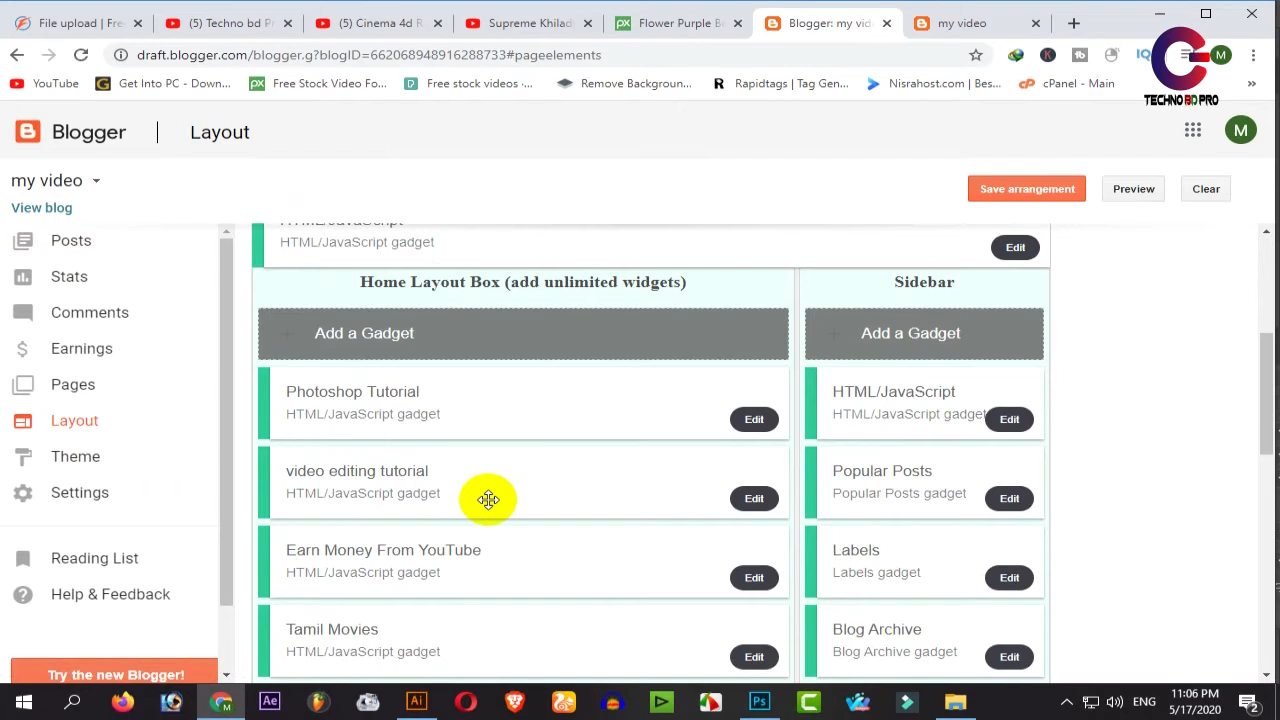 File upload | Free
(5) Techno bd Pr
(5) Cinema 4d R
Supreme Khilad
Flower Purple Be
Blogger: my vide
my video
draft.blogger.com/blogger.g?blogID=662068948916288733#pageelements
YouTube
Get Into PC - Down...
Free Stock Video Fo...
Free stock videos ·...
Remove Background...
Rapidtags | Tag Gen...
Nisrahost.com | Bes...
cPanel - Main
TECHNO BD PRO
Blogger
Layout
M
my video
View blog
Save arrangement
Preview
Clear
Posts
Stats
Comments
Earnings
Pages
Layout
Theme
Settings
Reading List
Help & Feedback
Try the new Blogger!
HTML/JavaScript
HTML/JavaScript gadget
Edit
Home Layout Box (add unlimited widgets)
Add a Gadget
Photoshop Tutorial
HTML/JavaScript gadget
Edit
video editing tutorial
HTML/JavaScript gadget
Edit
Earn Money From YouTube
HTML/JavaScript gadget
Edit
Tamil Movies
HTML/JavaScript gadget
Edit
Sidebar
Add a Gadget
HTML/JavaScript
HTML/JavaScript gadget
Edit
Popular Posts
Popular Posts gadget
Edit
Labels
Labels gadget
Edit
Blog Archive
Blog Archive gadget
Edit
ENG
11:06 PM
5/17/2020